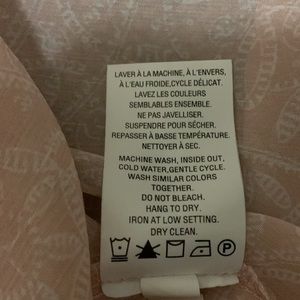 LAVER À LA MACHINE, À L'ENVERS,
À L'EAU FROIDE,CYCLE DÉLICAT.
LAVEZ LES COULEURS
SEMBLABLES ENSEMBLE.
NE PAS JAVELLISER.
SUSPENDRE POUR SÉCHER.
REPASSER À BASSE TEMPÉRATURE.
NETTOYER À SEC.
MACHINE WASH, INSIDE OUT,
COLD WATER,GENTLE CYCLE.
WASH SIMILAR COLORS
TOGETHER.
DO NOT BLEACH.
HANG TO DRY.
IRON AT LOW SETTING.
DRY CLEAN.
P